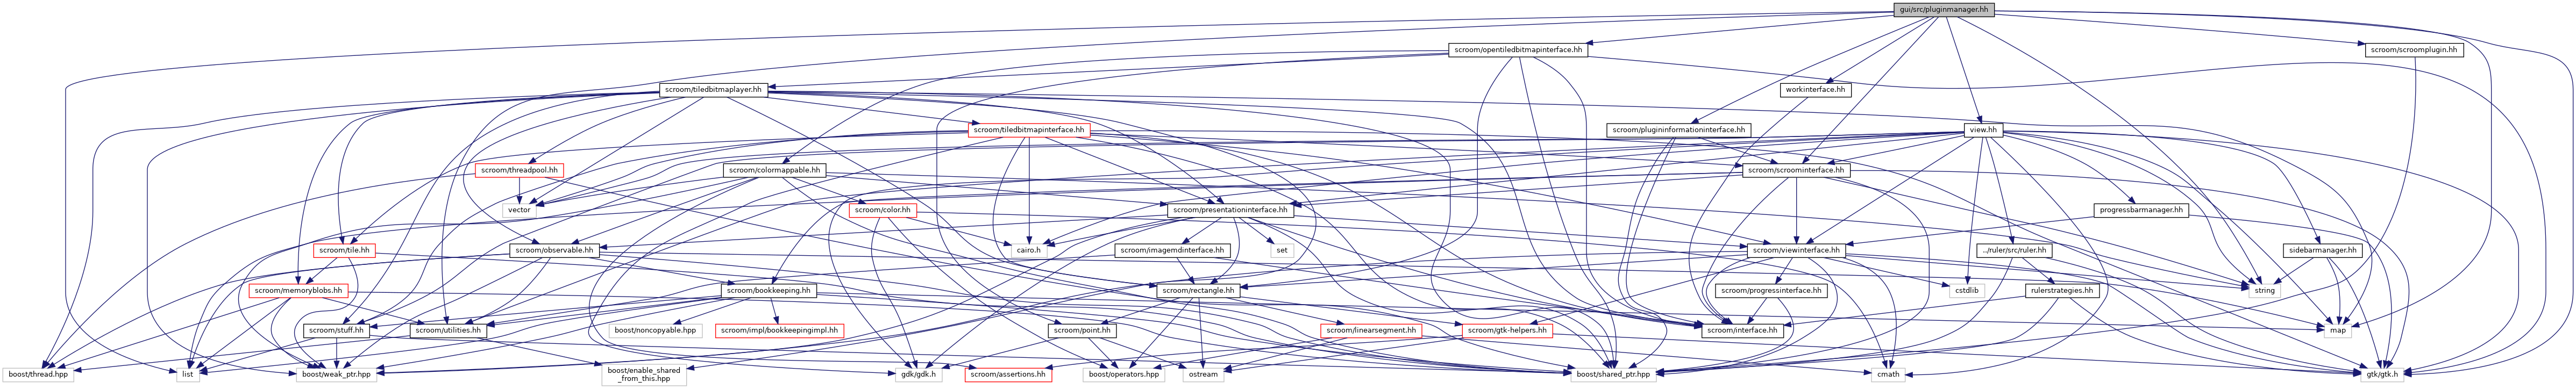 gui/src/pluginmanager.hh
scroom/opentiledbitmapinterface.hh
scroom/scroomplugin.hh
scroom/tiledbitmaplayer.hh
workinterface.hh
scroom/tiledbitmapinterface.hh
scroom/plugininformationinterface.hh
view.hh
scroom/threadpool.hh
scroom/colormappable.hh
scroom/scroominterface.hh
vector
scroom/color.hh
scroom/presentationinterface.hh
progressbarmanager.hh
scroom/tile.hh
scroom/observable.hh
cairo.h
scroom/imagemdinterface.hh
set
scroom/viewinterface.hh
../ruler/src/ruler.hh
sidebarmanager.hh
scroom/memoryblobs.hh
scroom/bookkeeping.hh
scroom/rectangle.hh
scroom/progressinterface.hh
cstdlib
rulerstrategies.hh
string
scroom/stuff.hh
scroom/utilities.hh
boost/noncopyable.hpp
scroom/impl/bookkeepingimpl.hh
scroom/point.hh
scroom/linearsegment.hh
scroom/gtk-helpers.hh
scroom/interface.hh
map
boost/thread.hpp
list
boost/weak_ptr.hpp
boost/enable_shared
_from_this.hpp
gdk/gdk.h
scroom/assertions.hh
boost/operators.hpp
ostream
boost/shared_ptr.hpp
cmath
gtk/gtk.h